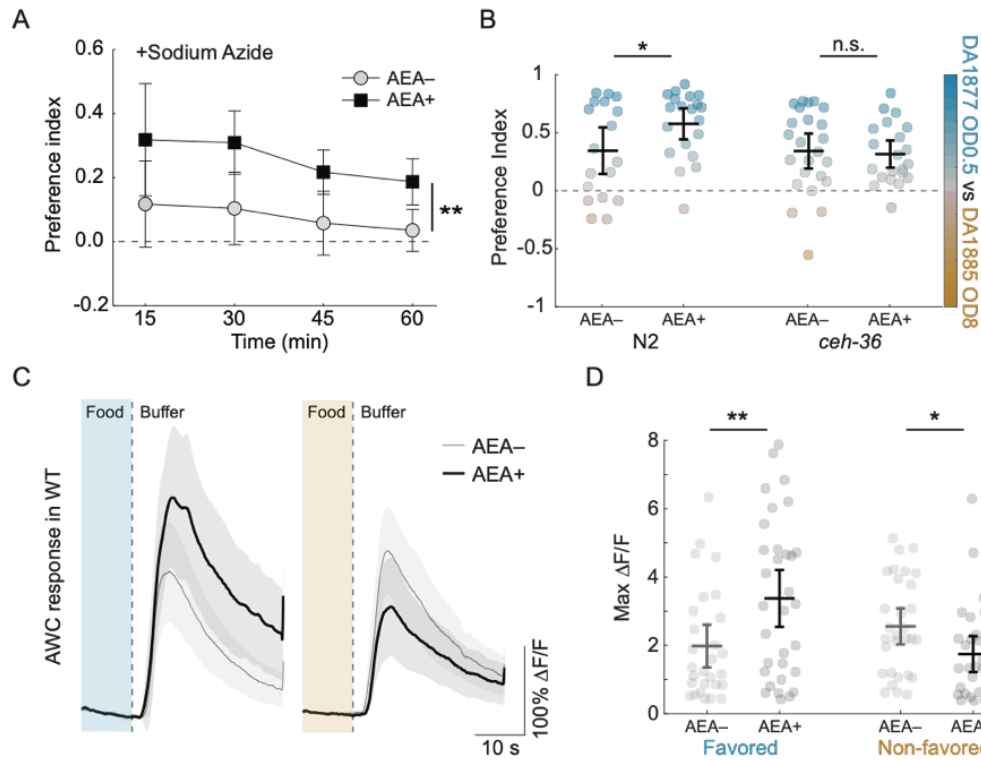 A
+Sodium Azide
AEA–
AEA+
Preference index
0.6
0.4
0.2
0.0
-0.2
15
30
45
60
Time (min)
**
B
*
n.s.
Preference Index
1
0.5
0
-0.5
-1
AEA–
AEA+
AEA–
AEA+
N2
ceh-36
DA1877 OD0.5 vs DA1885 OD8
C
AWC response in WT
Food
Buffer
Food
Buffer
AEA–
AEA+
100% ΔF/F
10 s
D
**
*
Max ΔF/F
8
6
4
2
0
AEA–
AEA+
AEA–
AEA
Favored
Non-favored